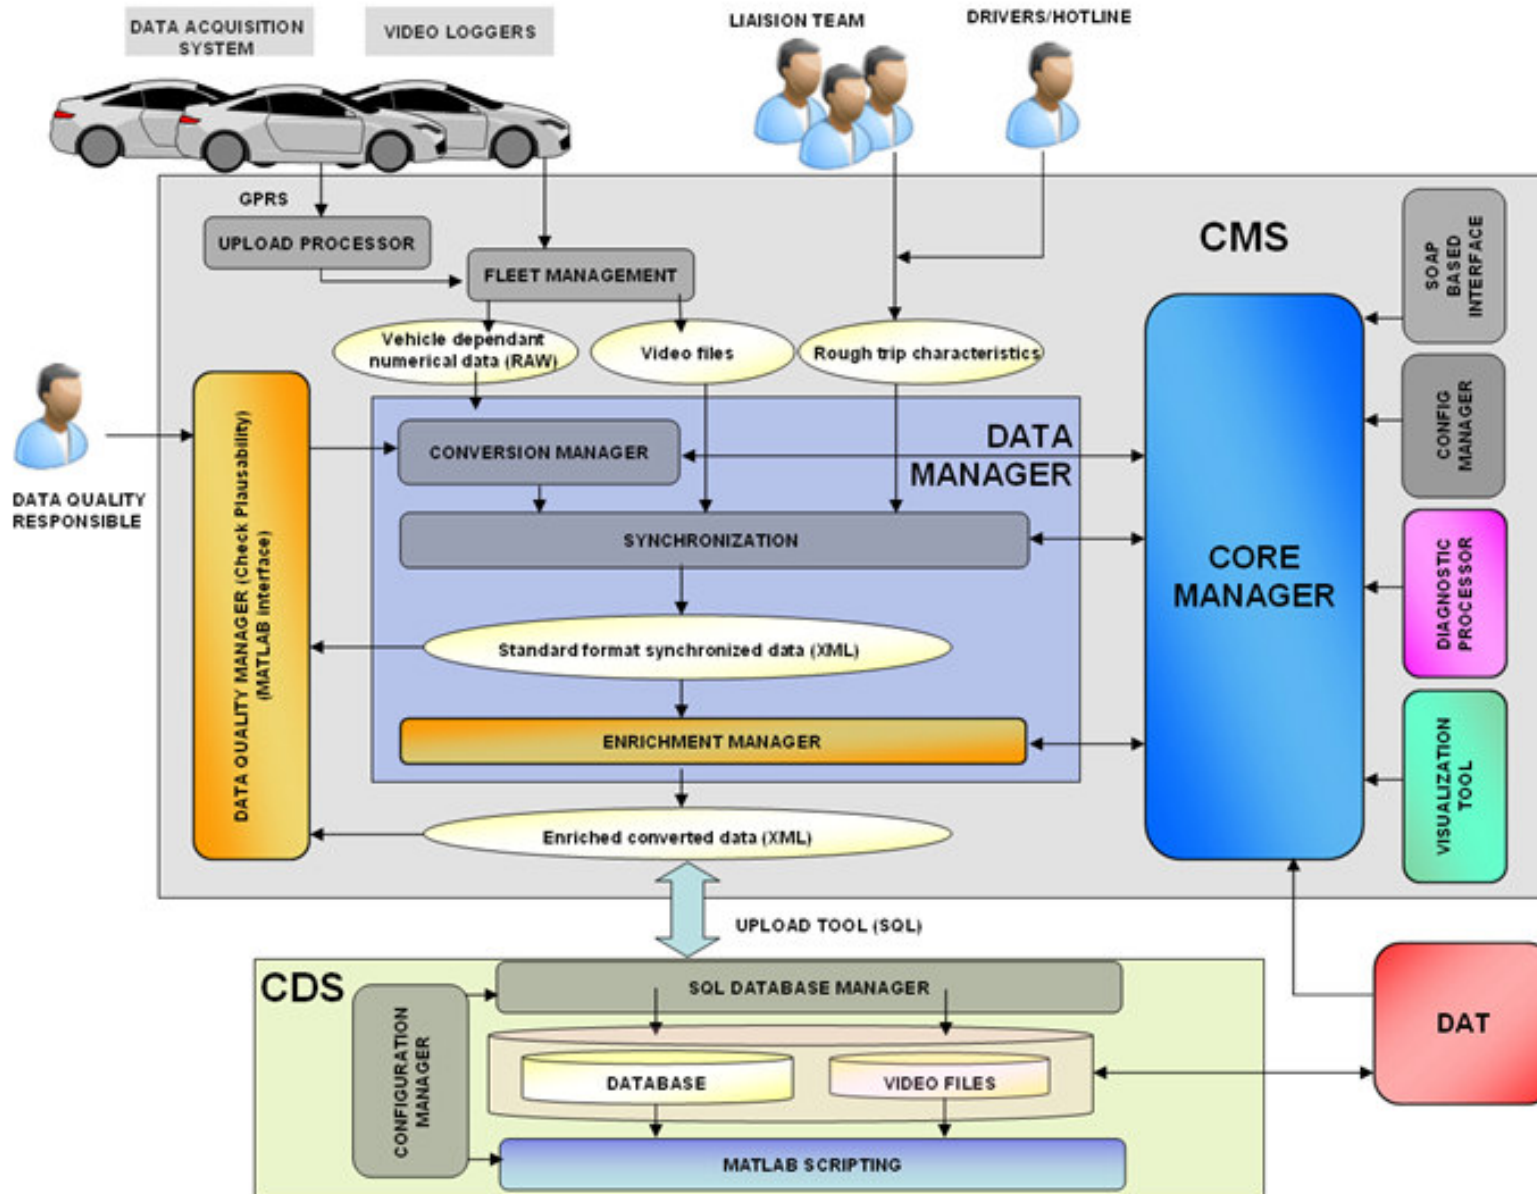 DATA ACQUISITION
SYSTEM
VIDEO LOGGERS
LIAISION TEAM
DRIVERS/HOTLINE
GPRS
UPLOAD PROCESSOR
FLEET MANAGEMENT
CMS
SOAP
BASED
INTERFACE
Vehicle dependant
numerical data (RAW)
Video files
Rough trip characteristics
CONFIG
MANAGER
DATA QUALITY
RESPONSIBLE
DATA QUALITY MANAGER (Check Plausability)
(MATLAB interface)
CONVERSION MANAGER
DATA
MANAGER
SYNCHRONIZATION
CORE
MANAGER
DIAGNOSTIC
PROCESSOR
Standard format synchronized data (XML)
ENRICHMENT MANAGER
VISUALIZATION
TOOL
Enriched converted data (XML)
UPLOAD TOOL (SQL)
CDS
SQL DATABASE MANAGER
CONFIGURATION
MANAGER
DATABASE
VIDEO FILES
DAT
MATLAB SCRIPTING